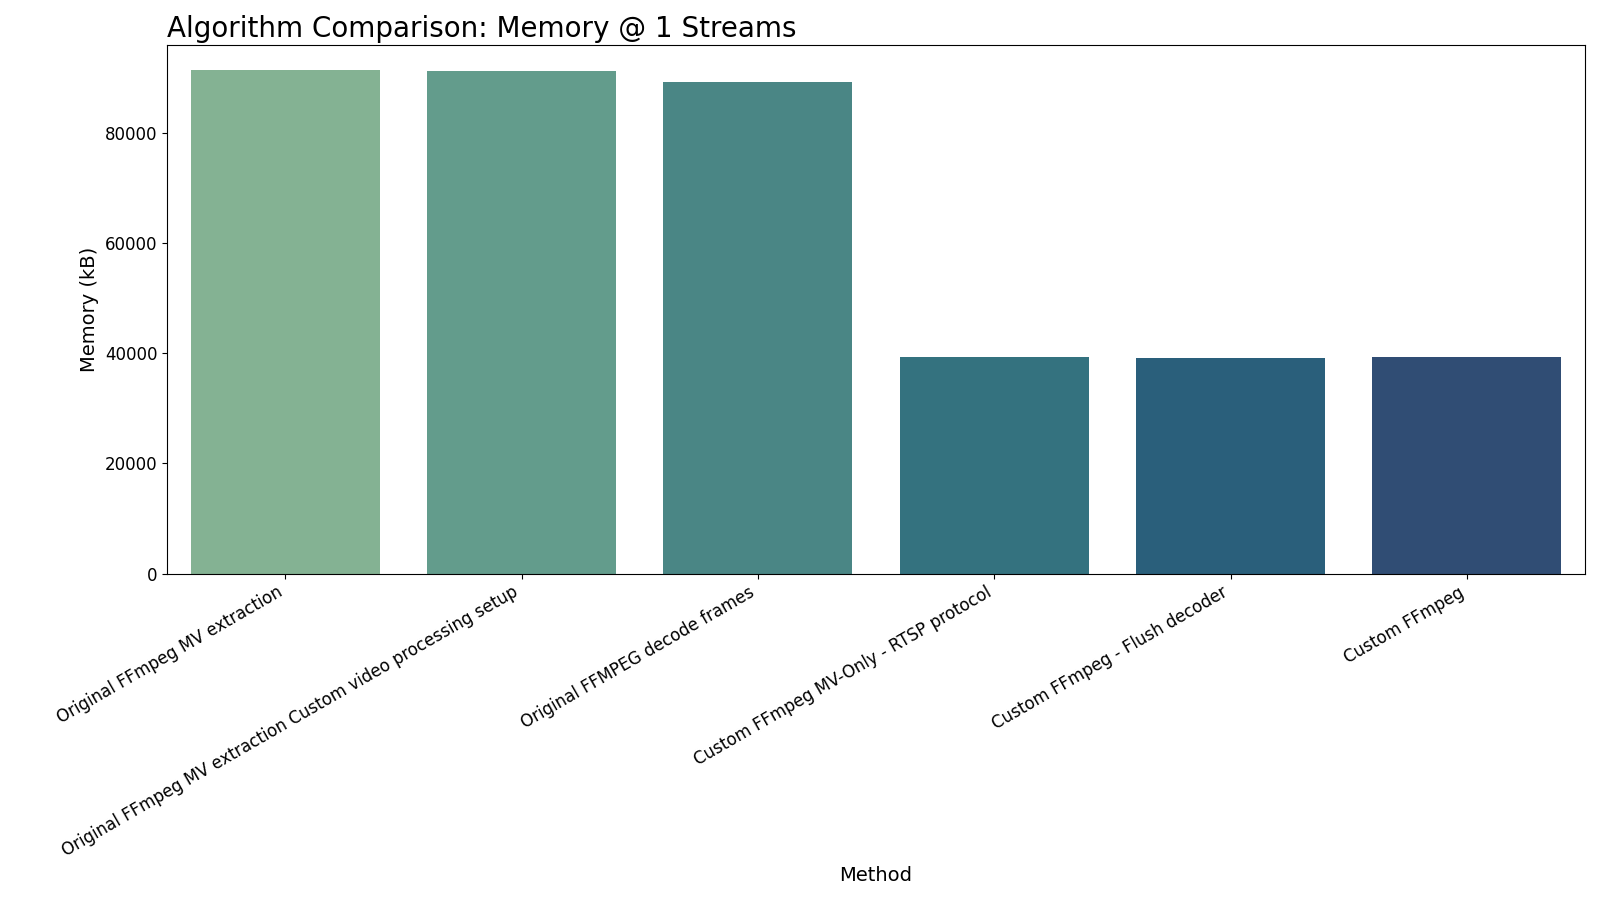 Algorithm Comparison: Memory @ 1 Streams
Memory (kB)
80000
60000
40000
20000
0
Original FFmpeg MV extraction
Original FFmpeg MV extraction Custom video processing setup
Original FFMPEG decode frames
Custom FFmpeg MV-Only - RTSP protocol
Custom FFmpeg - Flush decoder
Custom FFmpeg
Method